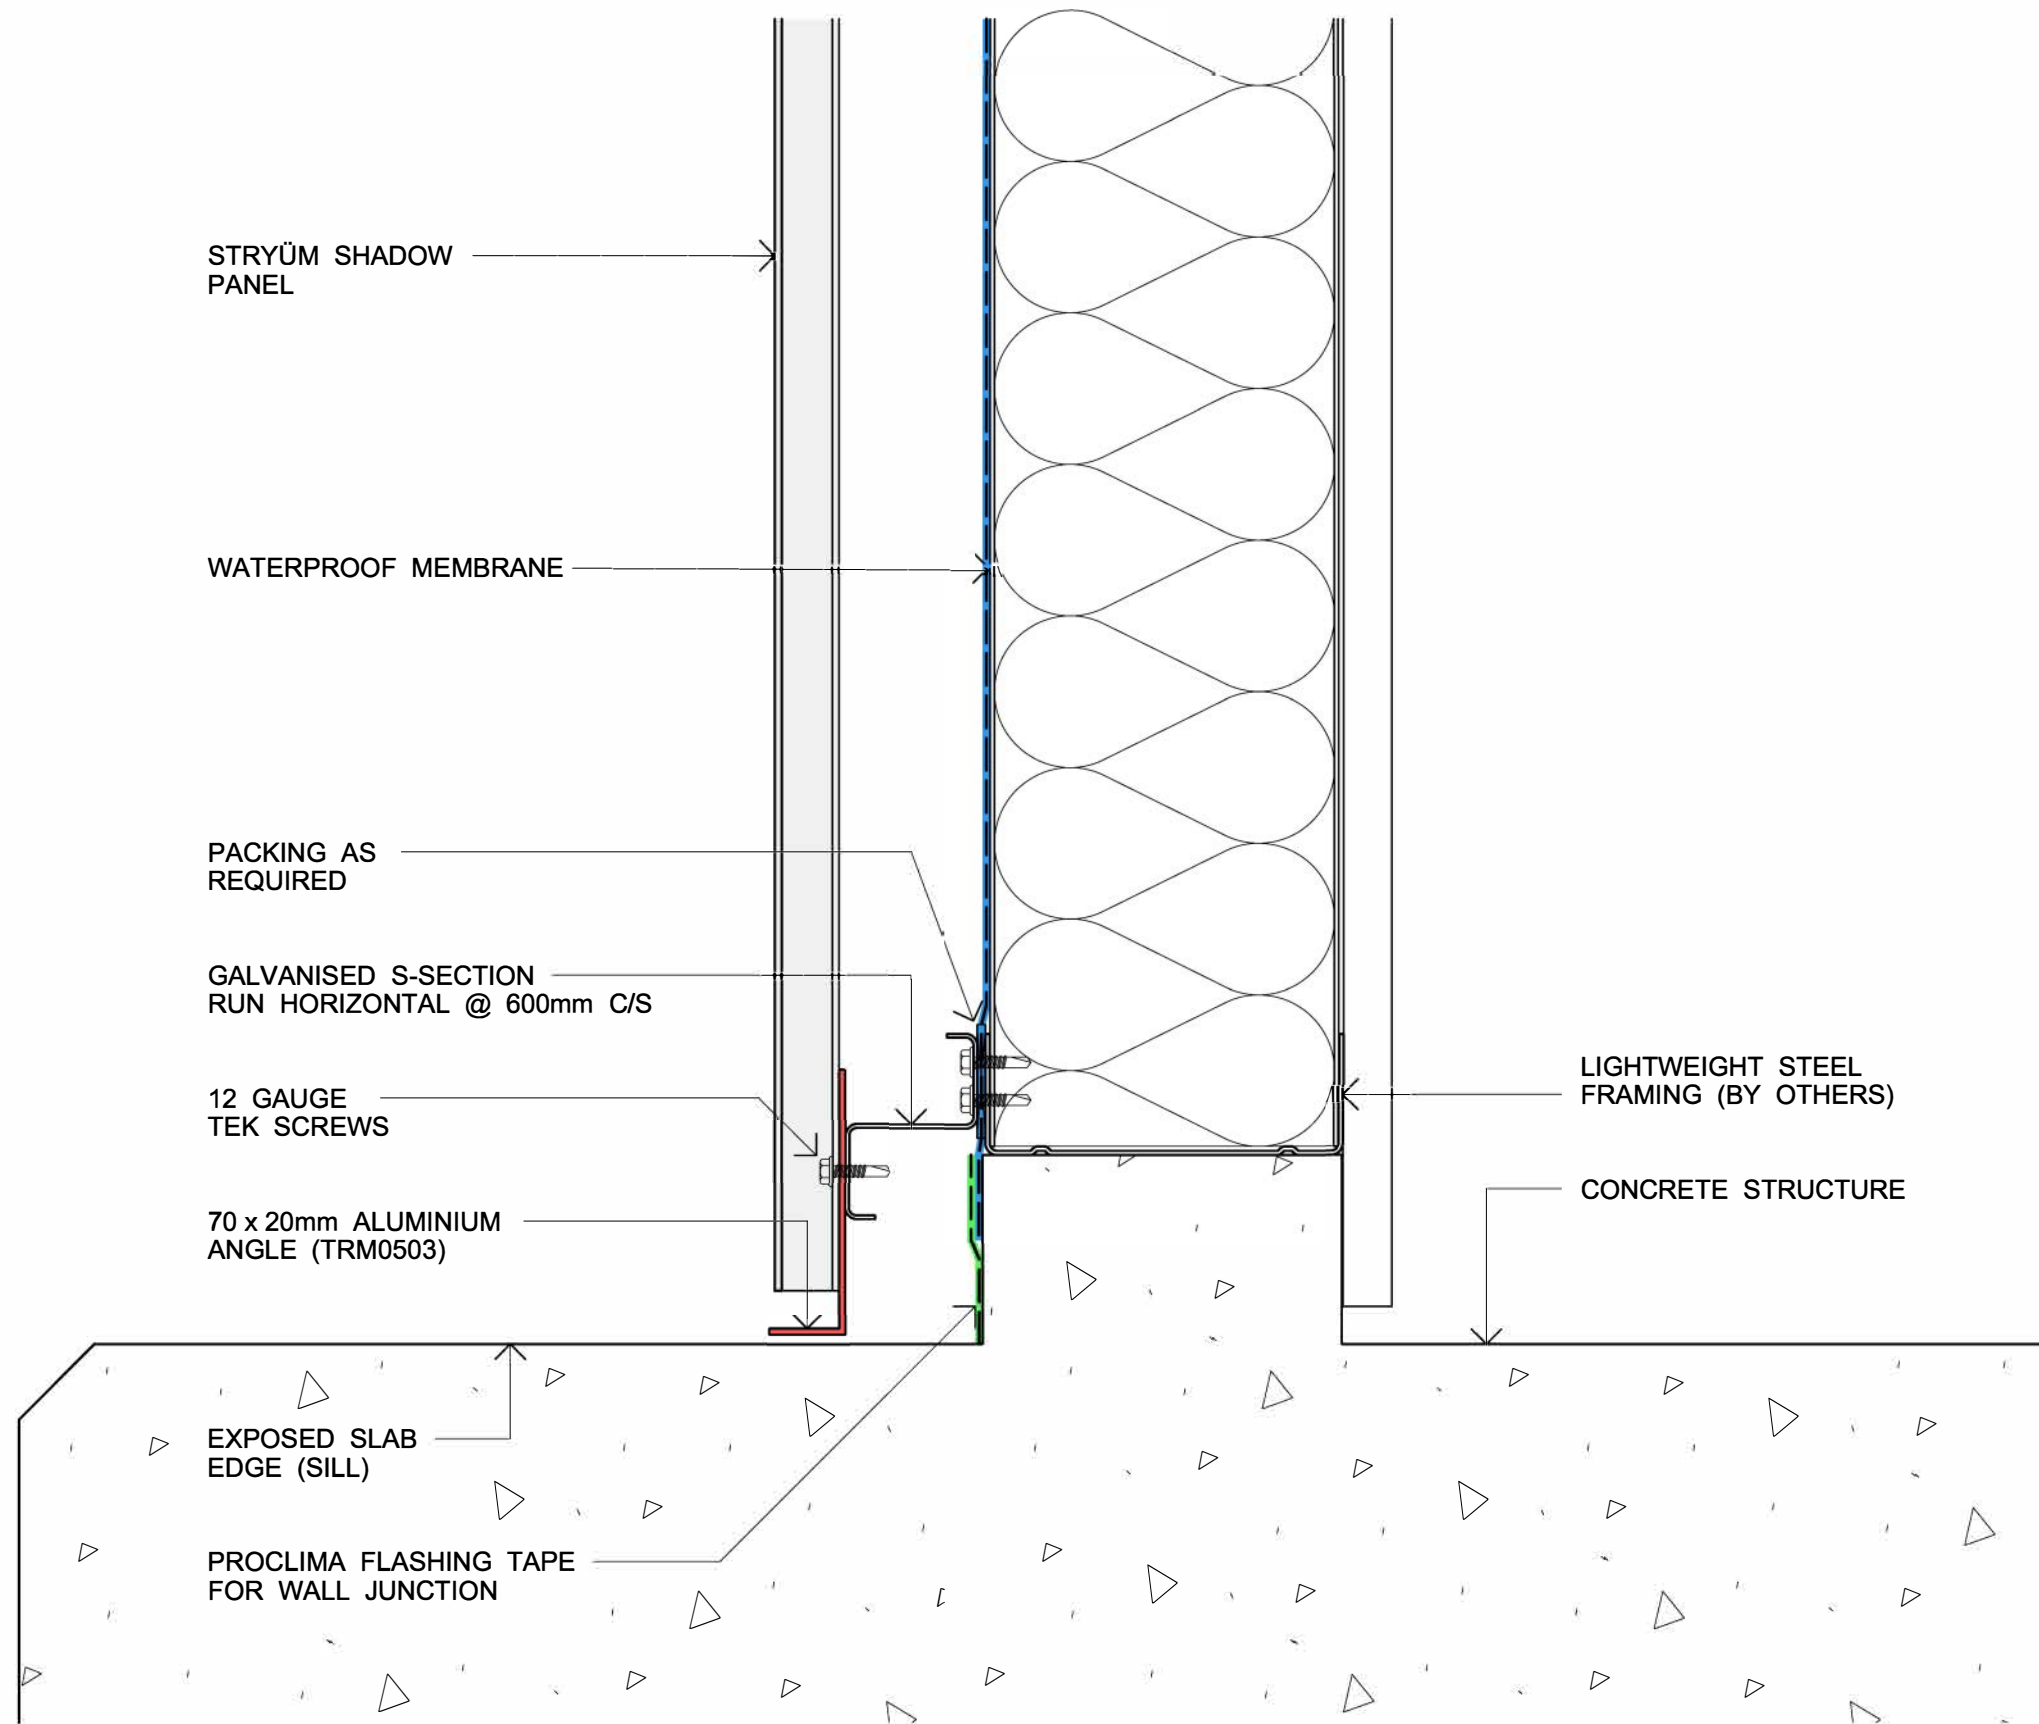 STRYÜM SHADOW
PANEL
WATERPROOF MEMBRANE
PACKING AS
REQUIRED
GALVANISED S-SECTION
RUN HORIZONTAL @ 600mm C/S
12 GAUGE
TEK SCREWS
70 x 20mm ALUMINIUM
ANGLE (TRM0503)
EXPOSED SLAB
EDGE (SILL)
PROCLIMA FLASHING TAPE
FOR WALL JUNCTION
LIGHTWEIGHT STEEL
FRAMING (BY OTHERS)
CONCRETE STRUCTURE